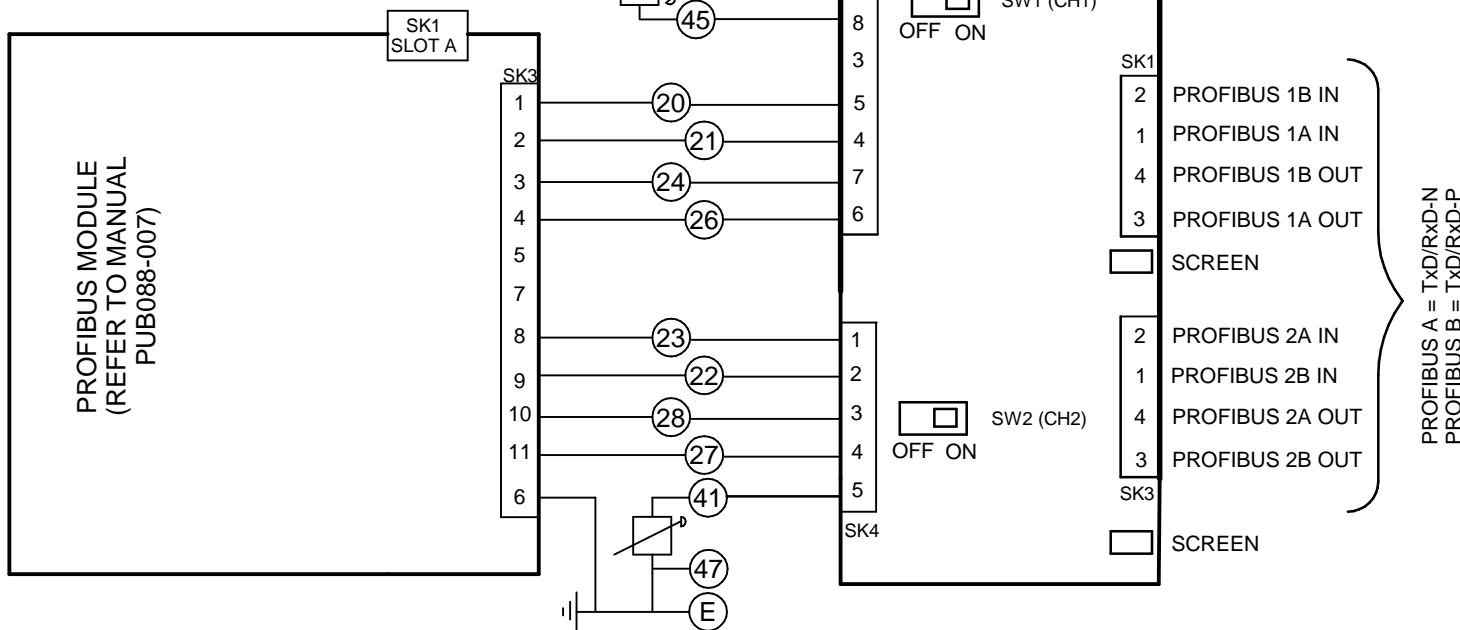 SW1 (CH1)
45
8
OFF ON
SK1
SLOT A
3
SK1
SK3
1
20
5
2
PROFIBUS 1B IN
2
21
4
1
PROFIBUS 1A IN
3
24
7
4
PROFIBUS 1B OUT
4
26
6
3
PROFIBUS 1A OUT
5
SCREEN
7
PROFIBUS MODULE
(REFER TO MANUAL
PUB088-007)
8
23
1
2
PROFIBUS 2A IN
9
22
2
1
PROFIBUS 2B IN
10
28
3
SW2 (CH2)
4
PROFIBUS 2A OUT
OFF ON
11
27
4
3
PROFIBUS 2B OUT
6
41
5
SK3
SK4
SCREEN
47
E
PROFIBUS A = TxD/RxD-N
PROFIBUS B = TxD/RxD-P